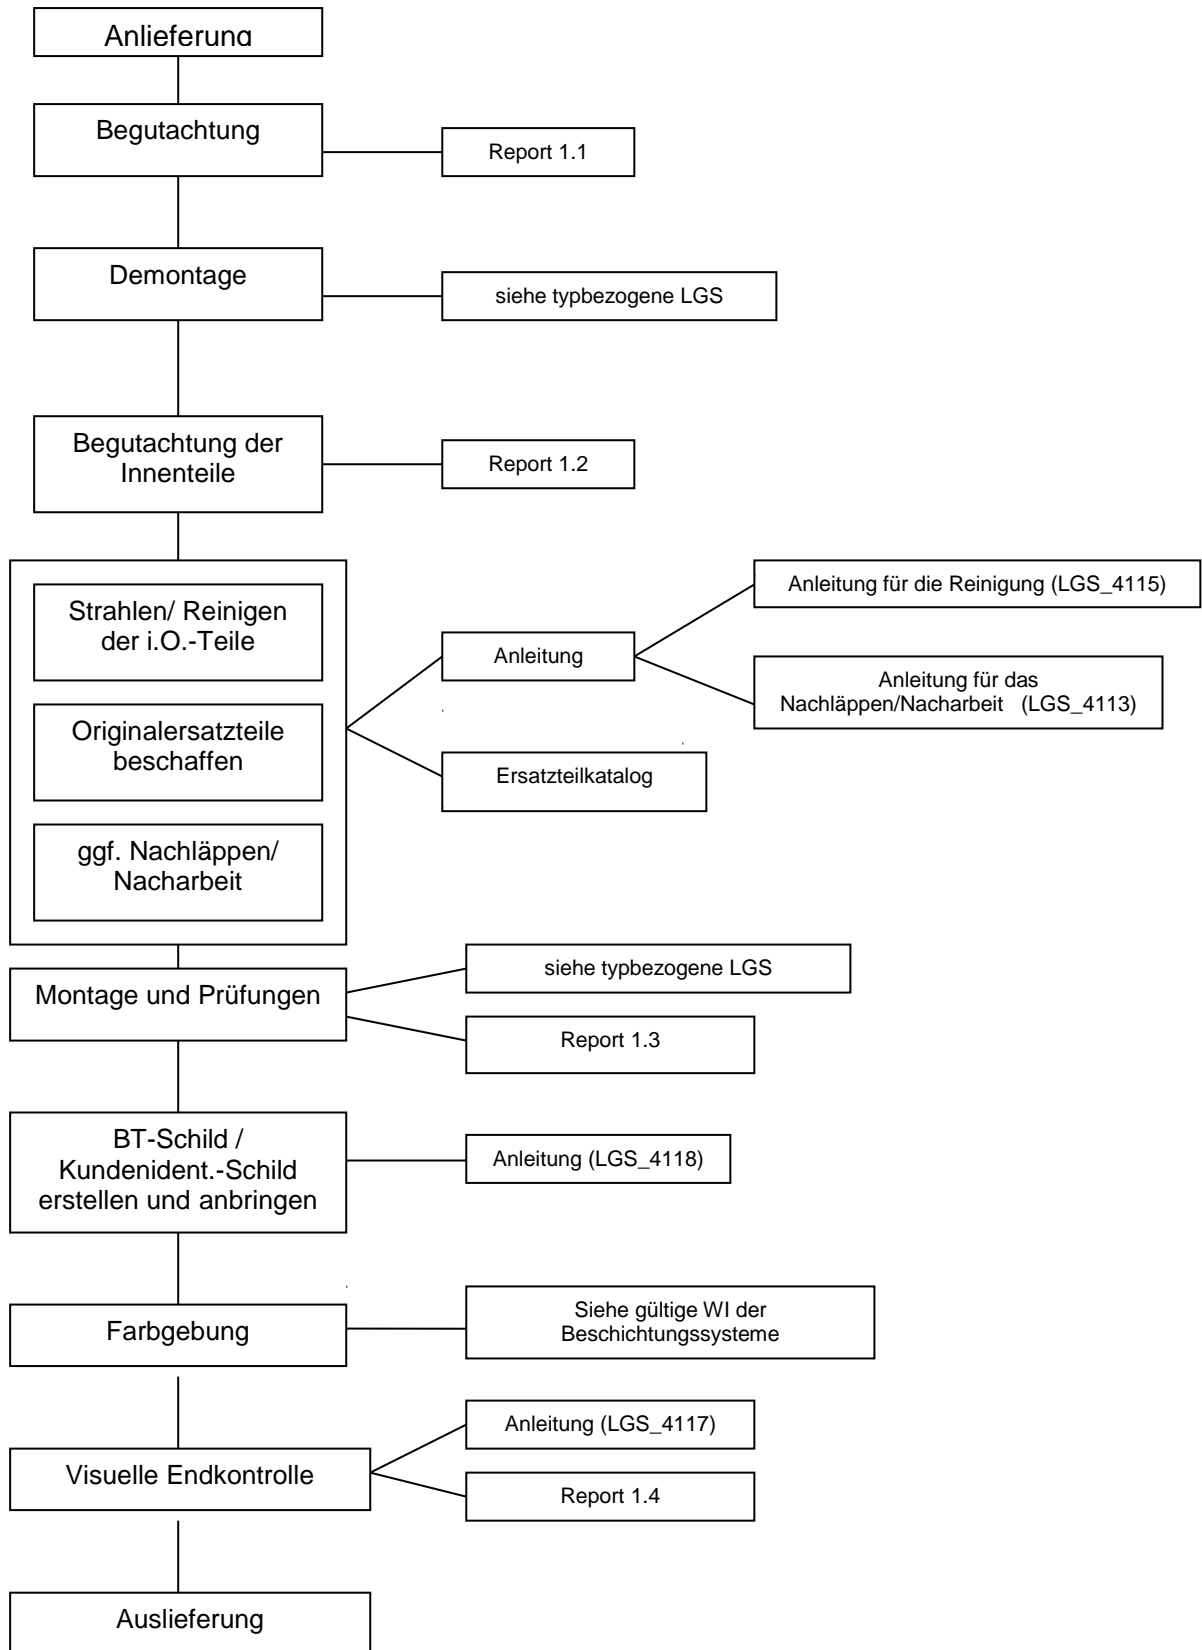 Anlieferung
Begutachtung
Report 1.1
Demontage
siehe typbezogene LGS
Begutachtung der
Innenteile
Report 1.2
Strahlen/ Reinigen
der i.O.-Teile
Originalersatzteile
beschaffen
ggf. Nachläppen/
Nacharbeit
Anleitung
Anleitung für die Reinigung (LGS_4115)
Anleitung für das
Nachläppen/Nacharbeit (LGS_4113)
Ersatzteilkatalog
Montage und Prüfungen
siehe typbezogene LGS
Report 1.3
BT-Schild /
Kundenident.-Schild
erstellen und anbringen
Anleitung (LGS_4118)
Farbgebung
Siehe gültige WI der
Beschichtungssysteme
Visuelle Endkontrolle
Anleitung (LGS_4117)
Report 1.4
Auslieferung